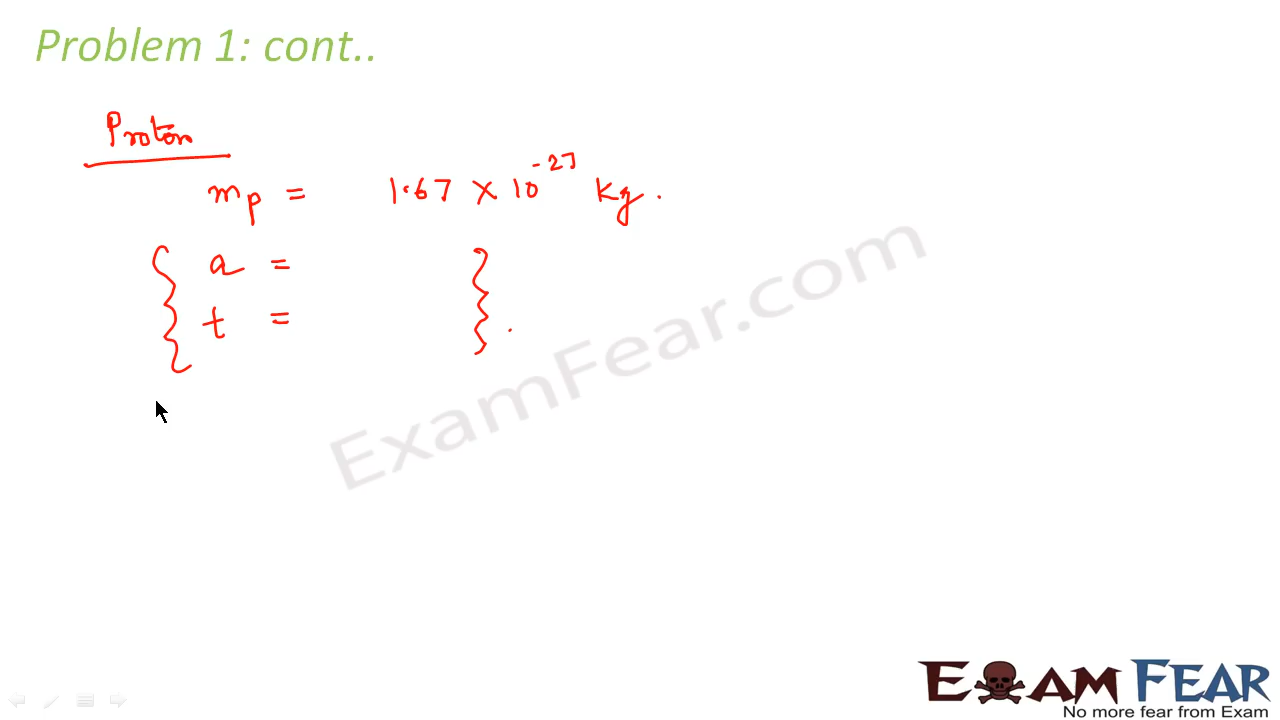 Problem 1: cont..
Proton
mp = 1.67 × 10^-27 kg.
{ a = }
{ t = } .
ExamFear.com
EXAM FEAR
No more fear from Exam